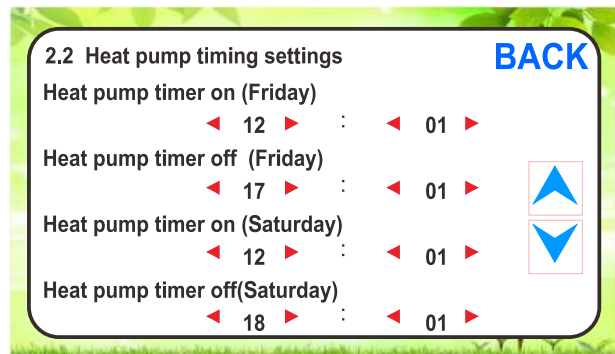 2.2 Heat pump timing settings BACK
Heat pump timer on (Friday)
12 : 01
Heat pump timer off (Friday)
17 : 01
Heat pump timer on (Saturday)
12 : 01
Heat pump timer off(Saturday)
18 : 01